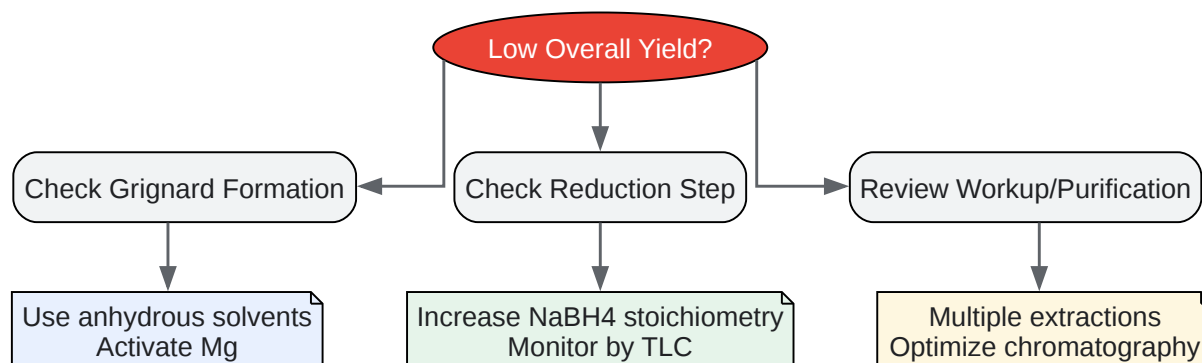 Low Overall Yield?
Check Grignard Formation
Check Reduction Step
Review Workup/Purification
Use anhydrous solvents
Activate Mg
Increase NaBH4 stoichiometry
Monitor by TLC
Multiple extractions
Optimize chromatography